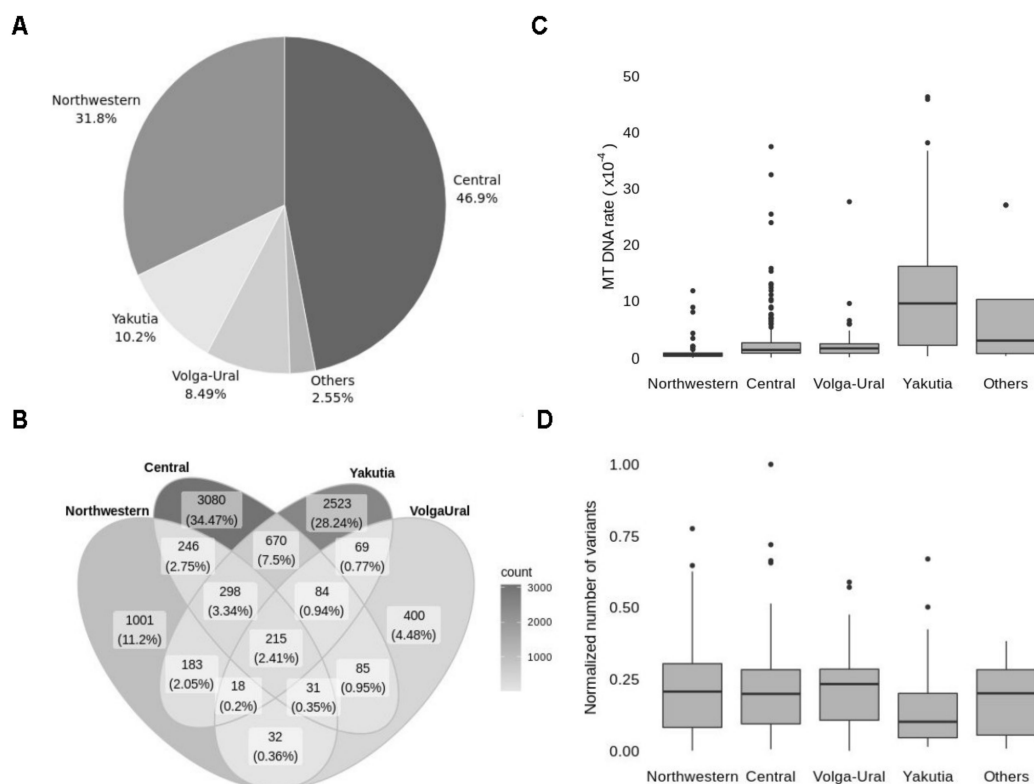 A
Northwestern
31.8%
Central
46.9%
Yakutia
10.2%
Volga-Ural
8.49%
Others
2.55%
B
Central
Yakutia
Northwestern
VolgaUral
3080
(34.47%)
2523
(28.24%)
246
(2.75%)
670
(7.5%)
69
(0.77%)
298
(3.34%)
84
(0.94%)
1001
(11.2%)
400
(4.48%)
215
(2.41%)
183
(2.05%)
85
(0.95%)
18
(0.2%)
31
(0.35%)
32
(0.36%)
count
3000
2000
1000
C
MT DNA rate ( x10-4 )
50
40
30
20
10
0
Northwestern Central Volga-Ural Yakutia Others
D
Normalized number of variants
1.00
0.75
0.50
0.25
0.00
Northwestern Central Volga-Ural Yakutia Others